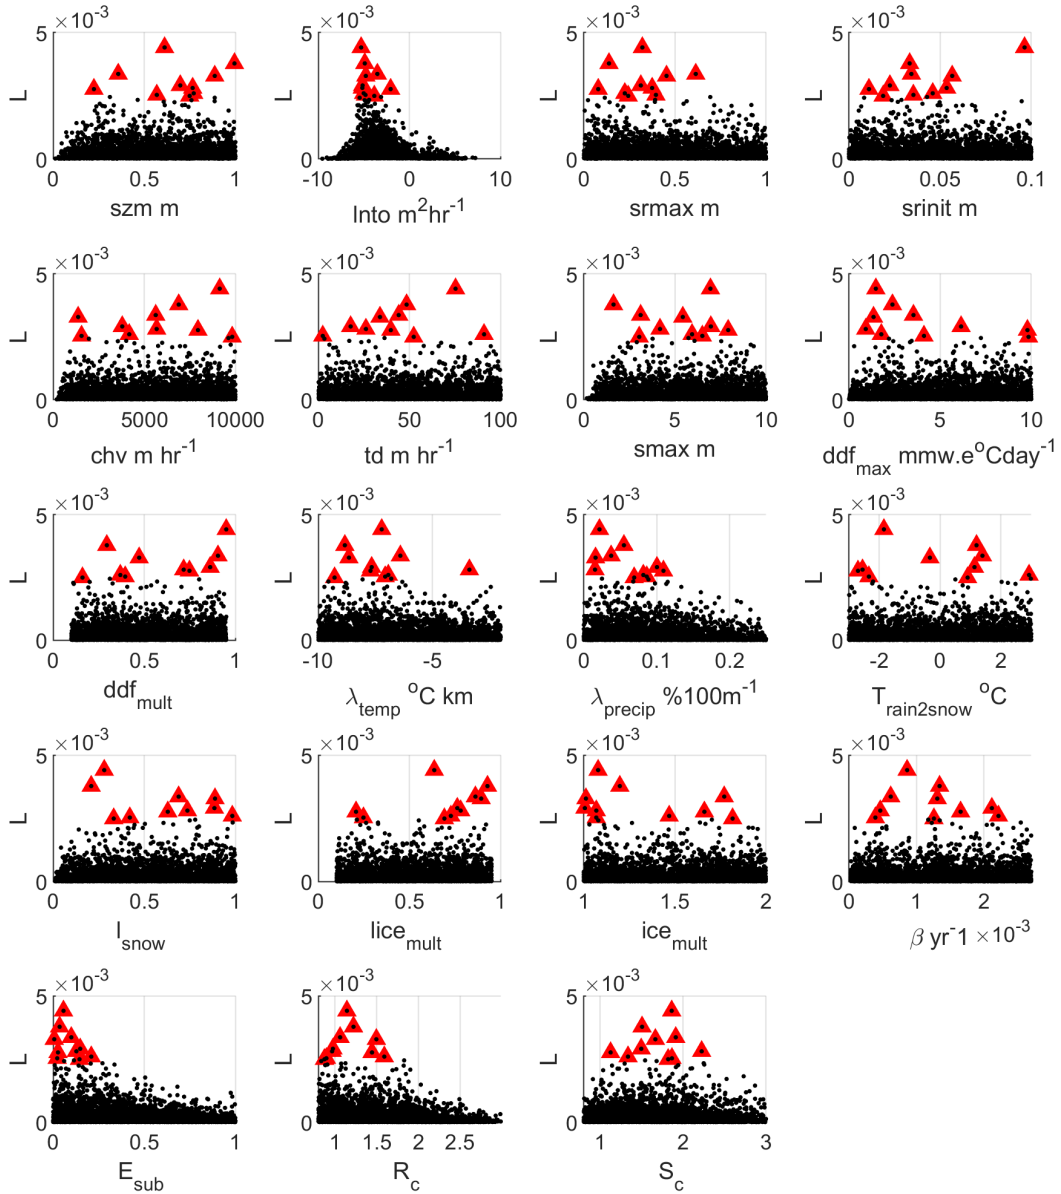 ×10⁻³ ×10⁻³ ×10⁻³ ×10⁻³
5 5 5 5
L L L L
0 0 0 0
0 0.5 1 -10 0 10 0 0.5 1 0 0.05 0.1
szm m lnto m²hr⁻¹ srmax m srinit m
×10⁻³ ×10⁻³ ×10⁻³ ×10⁻³
5 5 5 5
L L L L
0 0 0 0
0 5000 10000 0 50 100 0 5 10 0 5 10
chv m hr⁻¹ td m hr⁻¹ smax m ddf_max mmw.e°Cday⁻¹
×10⁻³ ×10⁻³ ×10⁻³ ×10⁻³
5 5 5 5
L L L L
0 0 0 0
0 0.5 1 -10 -5 0 0.1 0.2 -2 0 2
ddf_mult λ_temp °C km λ_precip %100m⁻¹ T_rain2snow °C
×10⁻³ ×10⁻³ ×10⁻³ ×10⁻³
5 5 5 5
L L L L
0 0 0 0
0 0.5 1 0 0.5 1 1 1.5 2 0 1 2
l_snow lice_mult ice_mult β yr⁻1 ×10⁻³
×10⁻³ ×10⁻³ ×10⁻³
5 5 5
L L L
0 0 0
0 0.5 1 1 1.5 2 2.5 1 2 3
E_sub R_c S_c